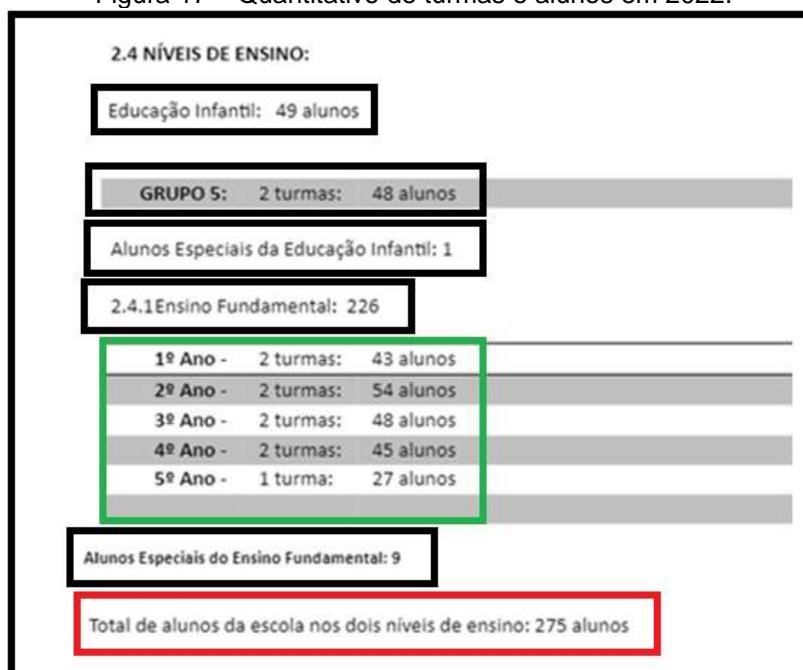 Figura 17 – Quantitativo de turmas e alunos em 2022.
2.4 NÍVEIS DE ENSINO:
Educação Infantil: 49 alunos
GRUPO 5: 2 turmas: 48 alunos
Alunos Especiais da Educação Infantil: 1
2.4.1Ensino Fundamental: 226
1º Ano - 2 turmas: 43 alunos
2º Ano - 2 turmas: 54 alunos
3º Ano - 2 turmas: 48 alunos
4º Ano - 2 turmas: 45 alunos
5º Ano - 1 turma: 27 alunos
Alunos Especiais do Ensino Fundamental: 9
Total de alunos da escola nos dois níveis de ensino: 275 alunos